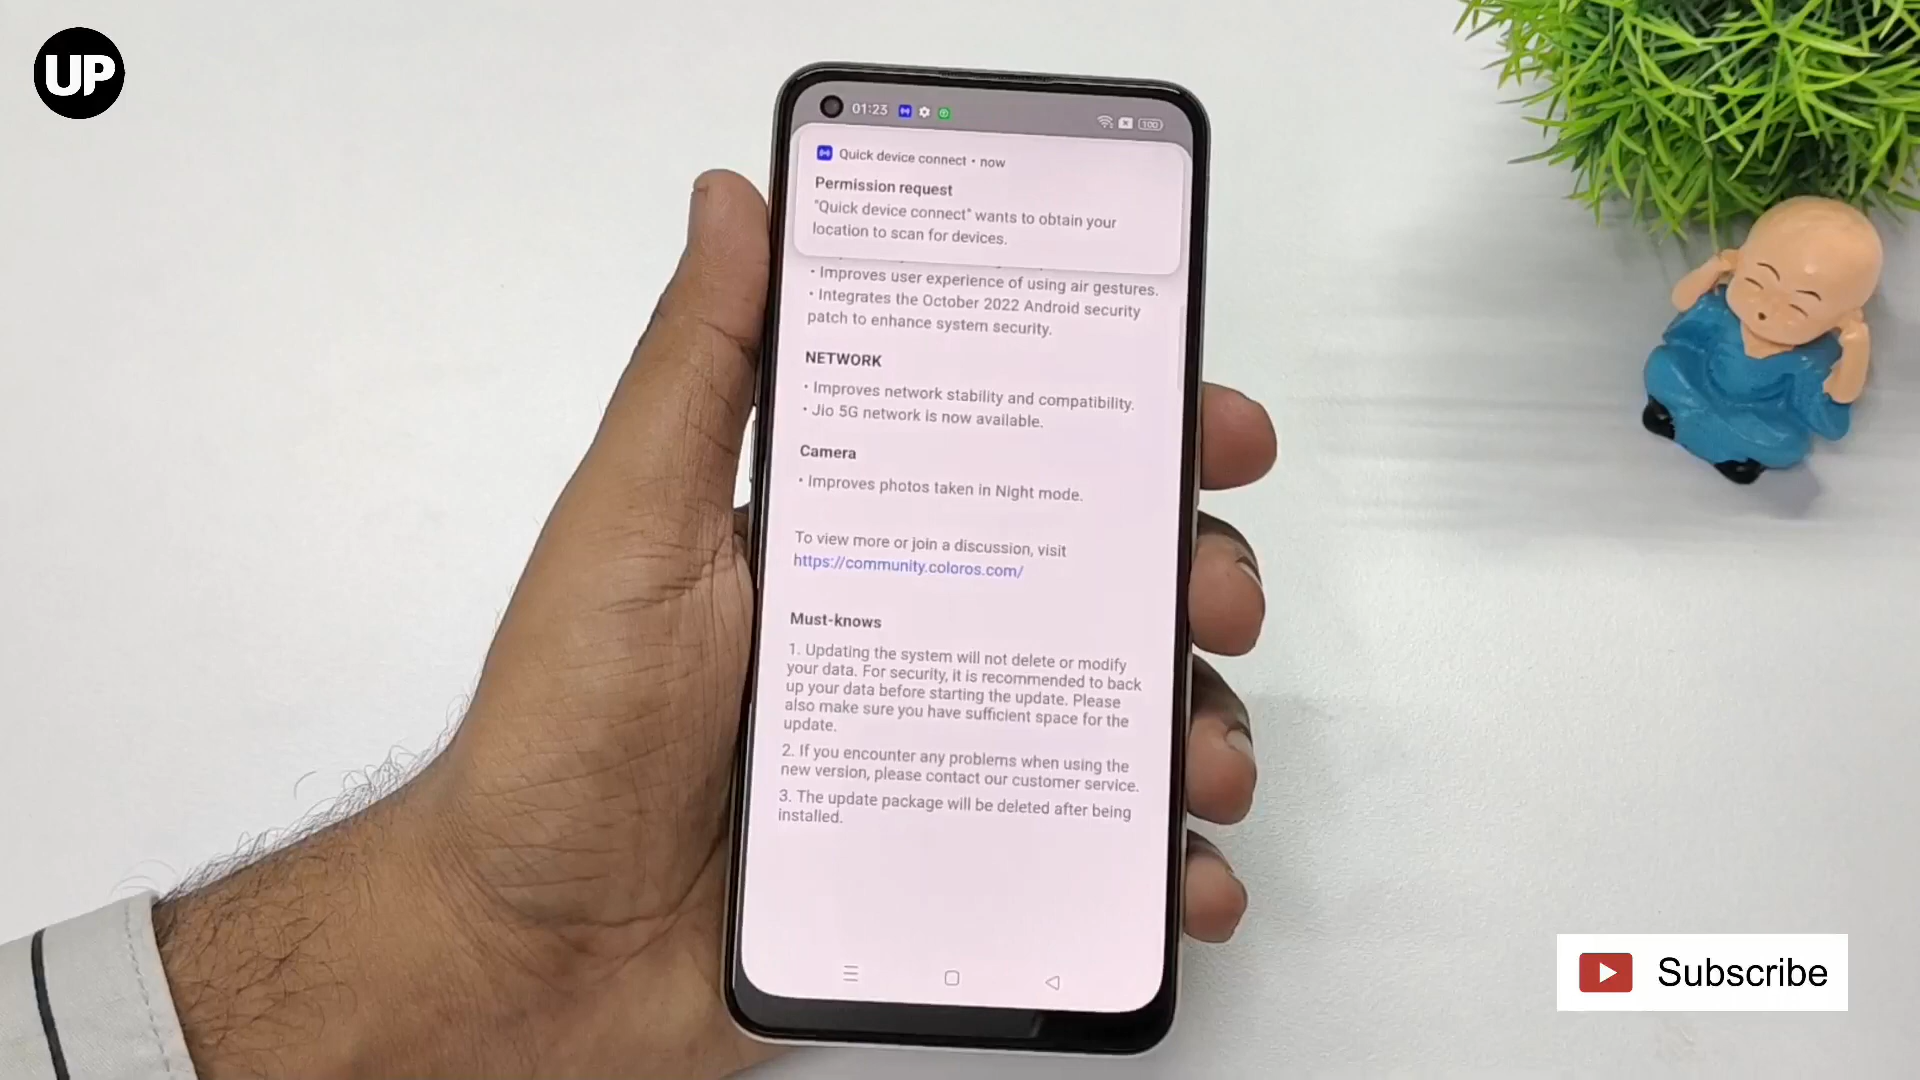 UP
01:23
100
Quick device connect • now
Permission request
"Quick device connect" wants to obtain your
location to scan for devices.
• Improves user experience of using air gestures.
• Integrates the October 2022 Android security
patch to enhance system security.
NETWORK
• Improves network stability and compatibility.
• Jio 5G network is now available.
Camera
• Improves photos taken in Night mode.
To view more or join a discussion, visit
https://community.coloros.com/
Must-knows
1. Updating the system will not delete or modify
your data. For security, it is recommended to back
up your data before starting the update. Please
also make sure you have sufficient space for the
update.
2. If you encounter any problems when using the
new version, please contact our customer service.
3. The update package will be deleted after being
installed.
Subscribe